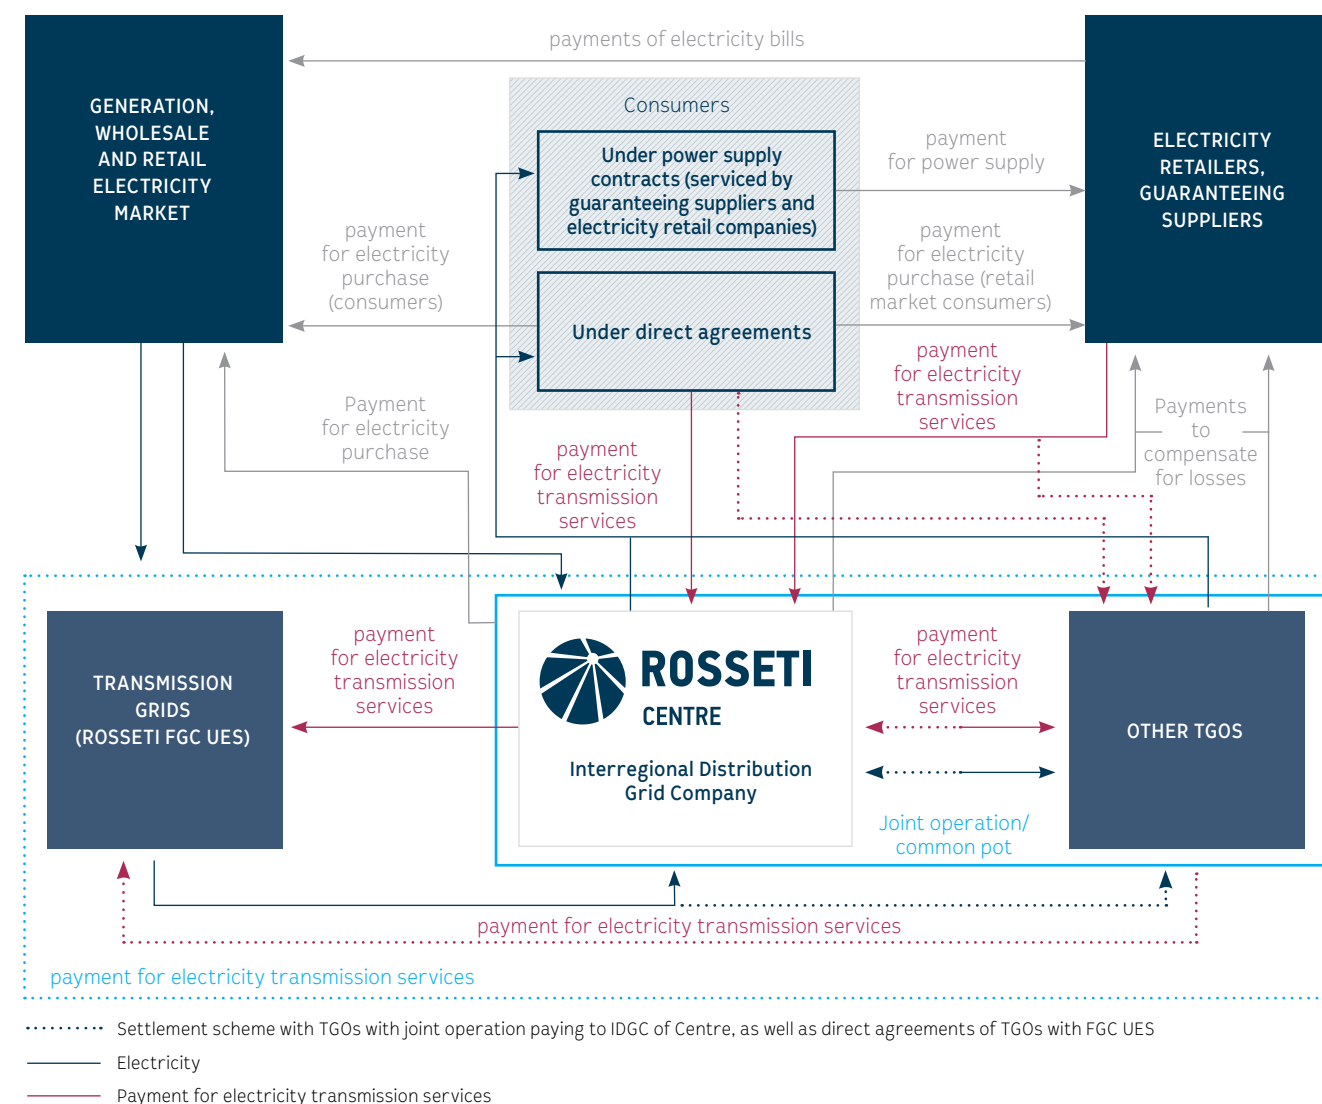 payments of electricity bills
GENERATION,
WHOLESALE
AND RETAIL
ELECTRICITY
MARKET
Consumers
Under power supply
contracts (serviced by
guaranteeing suppliers and
electricity retail companies)
payment
for power supply
ELECTRICITY
RETAILERS,
GUARANTEEING
SUPPLIERS
payment
for electricity
purchase
(consumers)
Under direct agreements
payment
for electricity
purchase (retail
market consumers)
payment
for electricity
transmission
services
Payment
for electricity
purchase
payment
for electricity
transmission
services
Payments
to
compensate
for losses
TRANSMISSION
GRIDS
(ROSSETI FGC UES)
payment
for electricity
transmission
services
ROSSETI
CENTRE
Interregional Distribution
Grid Company
payment
for electricity
transmission
services
OTHER TGOS
Joint operation/
common pot
payment for electricity transmission services
payment for electricity transmission services
Settlement scheme with TGOs with joint operation paying to IDGC of Centre, as well as direct agreements of TGOs with FGC UES
Electricity
Payment for electricity transmission services